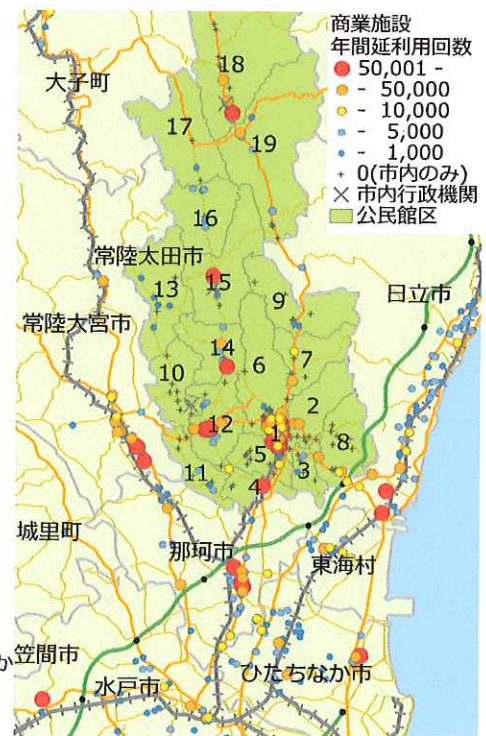 商業施設
年間延利用回数
50,001 -
- 50,000
- 10,000
- 5,000
- 1,000
0(市内のみ)
市内行政機関
公民館区
大子町
18
17
19
16
常陸太田市
15
13
9
日立市
常陸大宮市
14
7
10
6
2
12
1
8
5
11
3
4
城里町
那珂市
東海村
か
笠間市
ひたちなか市
水戸市